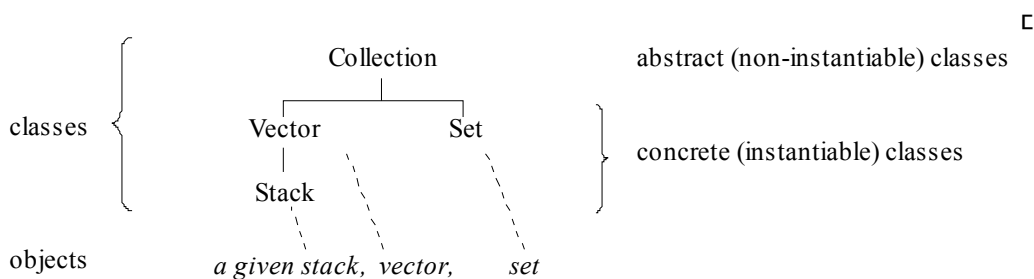 Collection abstract (non-instantiable) classes
classes Vector Set
concrete (instantiable) classes
Stack
objects a given stack, vector, set